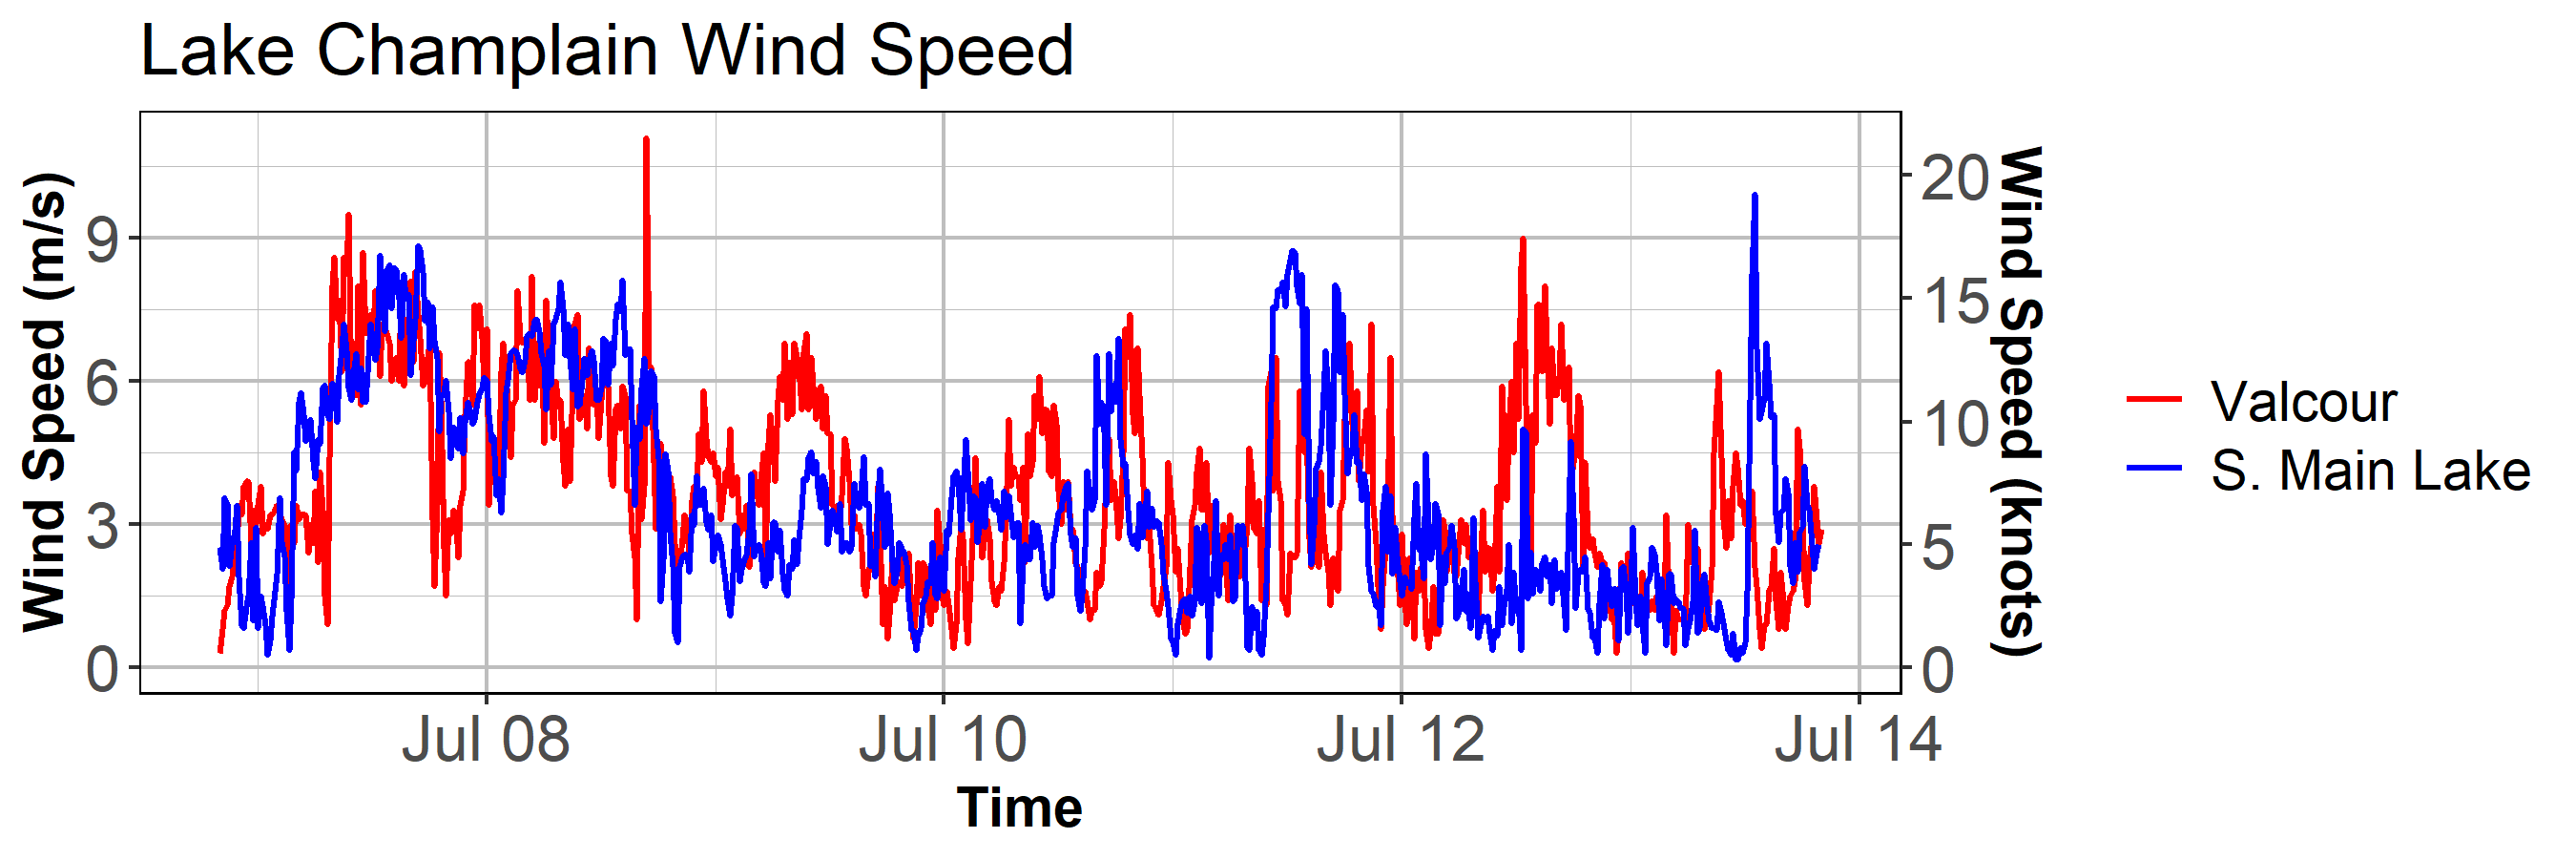 Lake Champlain Wind Speed
Wind Speed (m/s)
9
6
3
0
20
15
10
5
0
Wind Speed (knots)
Jul 08
Jul 10
Jul 12
Jul 14
Time
Valcour
S. Main Lake